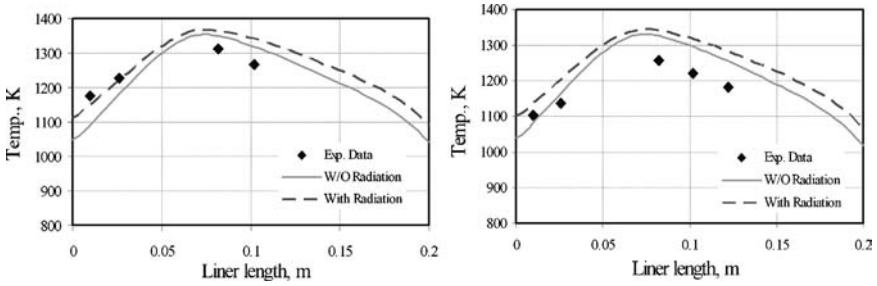 1400
1300
1200
1100
1000
900
800
Temp., K
Exp. Data
W/O Radiation
With Radiation
0
0.05
0.1
0.15
0.2
Liner length, m
1400
1300
1200
1100
1000
900
800
Temp., K
Exp. Data
W/O Radiation
With Radiation
0
0.05
0.1
0.15
0.2
Liner length, m